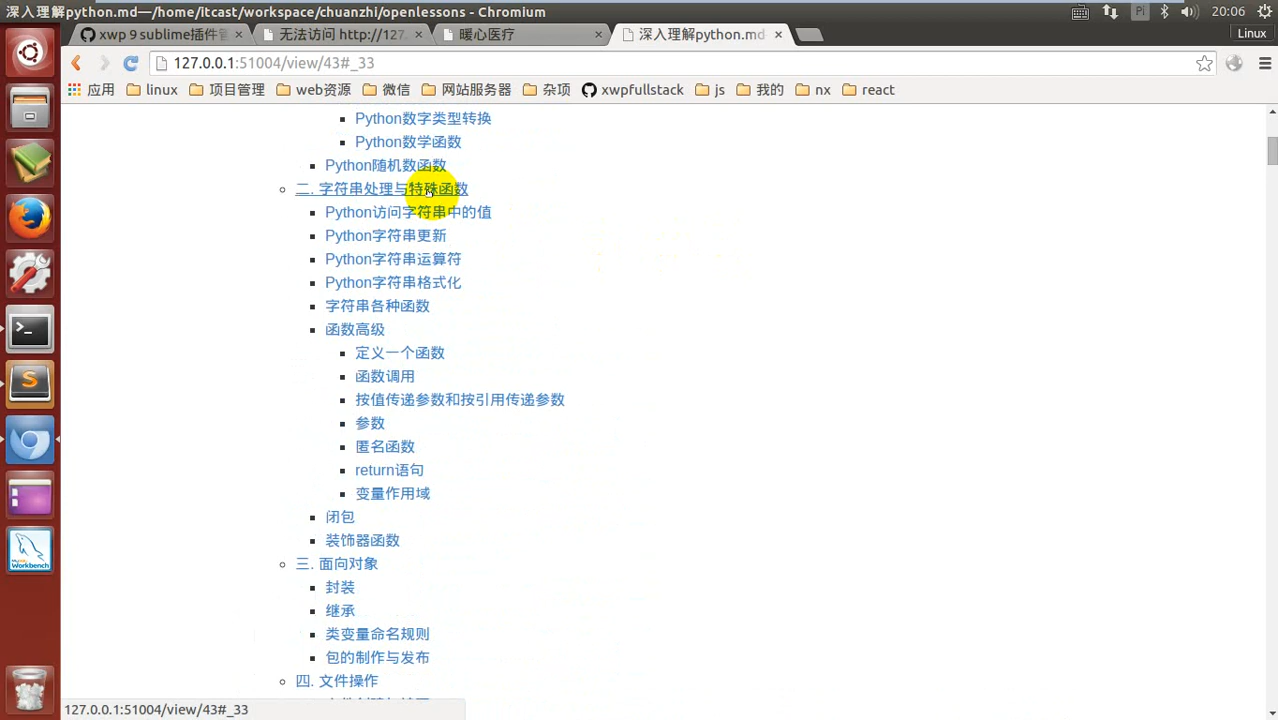 深入理解python.md—/home/itcast/workspace/chuanzhi/openlessons - Chromium
Pi
20:06
xwp 9 sublime插件管
无法访问 http://127.
暖心医疗
深入理解python.md
Linux
127.0.0.1:51004/view/43#_33
应用
linux
项目管理
web资源
微信
网站服务器
杂项
xwpfullstack
js
我的
nx
react
Python数字类型转换
Python数学函数
Python随机数函数
二. 字符串处理与特殊函数
Python访问字符串中的值
Python字符串更新
Python字符串运算符
Python字符串格式化
字符串各种函数
函数高级
定义一个函数
函数调用
按值传递参数和按引用传递参数
参数
匿名函数
return语句
变量作用域
闭包
装饰器函数
三. 面向对象
封装
继承
类变量命名规则
包的制作与发布
四. 文件操作
Workbench
127.0.0.1:51004/view/43#_33